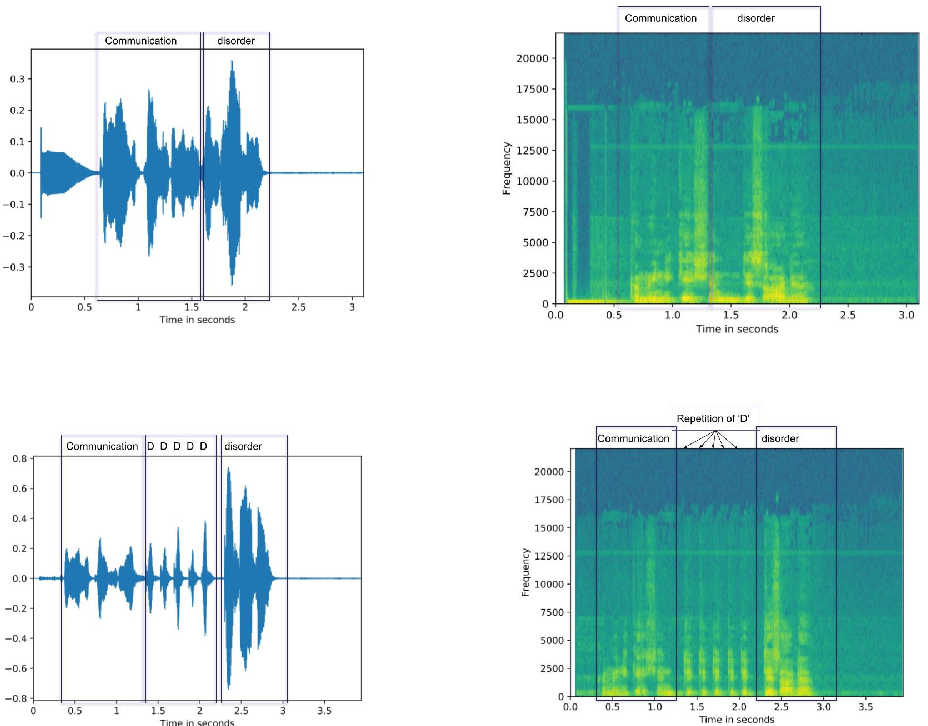 Communication disorder
0.3
0.2
0.1
0.0
−0.1
−0.2
−0.3
0 0.5 1 1.5 2 2.5 3
Time in seconds
Communication disorder
20000
17500
15000
12500
10000
7500
5000
2500
0
Frequency
0.0 0.5 1.0 1.5 2.0 2.5 3.0
Time in seconds
Communication D D D D D disorder
0.8
0.6
0.4
0.2
0.0
−0.2
−0.4
−0.6
−0.8
0 0.5 1 1.5 2 2.5 3 3.5
Time in seconds
Repetition of 'D'
Communication disorder
20000
17500
15000
12500
10000
7500
5000
2500
0
Frequency
0.0 0.5 1.0 1.5 2.0 2.5 3.0 3.5
Time in seconds